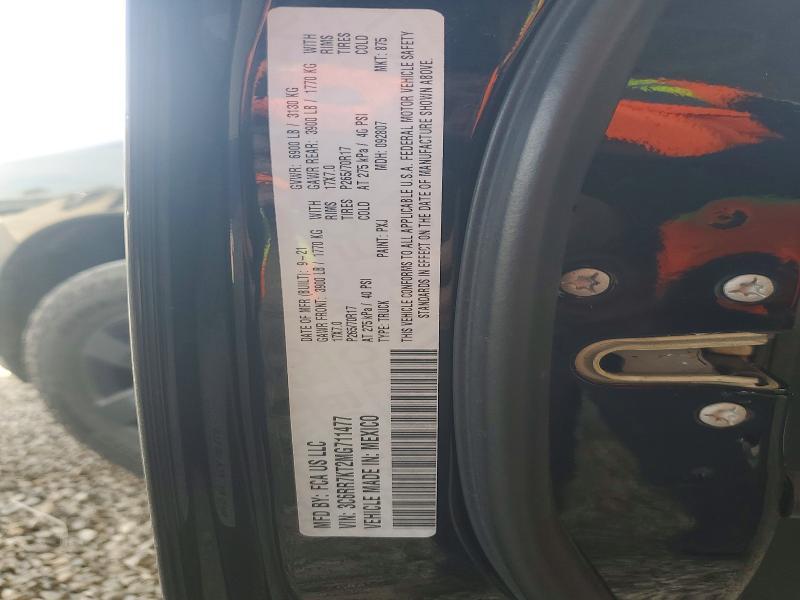 MFD BY: FCA US LLC
VIN: 3C6RR7KT2MG711477
VEHICLE MADE IN: MEXICO
DATE OF MFR (BUILT): 9-21 GVWR: 6900 LB / 3130 KG
GAWR FRONT: 3900 LB / 1770 KG WITH GAWR REAR: 3900 LB / 1770 KG WITH
17X7.0 RIMS 17X7.0 RIMS
P265/70R17 TIRES P265/70R17 TIRES
AT 275 kPa / 40 PSI COLD AT 275 kPa / 40 PSI COLD
TYPE: TRUCK PAINT: PXJ MDH: 092807 MKT: 875
THIS VEHICLE CONFORMS TO ALL APPLICABLE U.S.A. FEDERAL MOTOR VEHICLE SAFETY
STANDARDS IN EFFECT ON THE DATE OF MANUFACTURE SHOWN ABOVE.